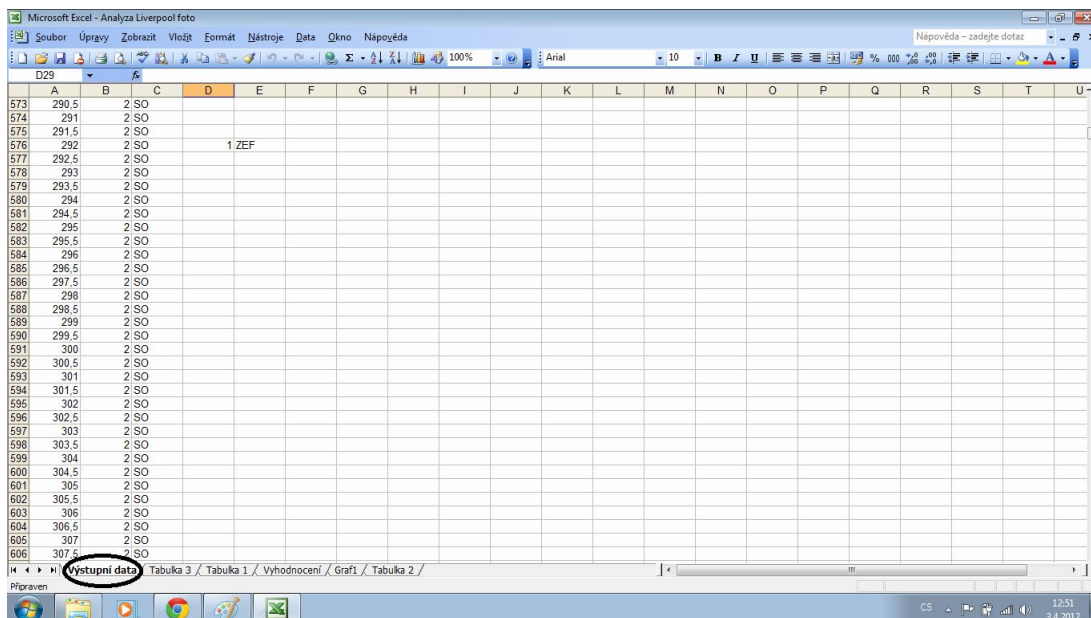 Microsoft Excel - Analyza Liverpool foto
Soubor Úpravy Zobrazit Vložit Formát Nástroje Data Okno Nápověda Nápověda – zadejte dotaz
100% Arial 10 B I U % 000
D29 fx
A B C D E F G H I J K L M N O P Q R S T U
573 290,5 2 SO
574 291 2 SO
575 291,5 2 SO
576 292 2 SO 1 ZEF
577 292,5 2 SO
578 293 2 SO
579 293,5 2 SO
580 294 2 SO
581 294,5 2 SO
582 295 2 SO
583 295,5 2 SO
584 296 2 SO
585 296,5 2 SO
586 297,5 2 SO
587 298 2 SO
588 298,5 2 SO
589 299 2 SO
590 299,5 2 SO
591 300 2 SO
592 300,5 2 SO
593 301 2 SO
594 301,5 2 SO
595 302 2 SO
596 302,5 2 SO
597 303 2 SO
598 303,5 2 SO
599 304 2 SO
600 304,5 2 SO
601 305 2 SO
602 305,5 2 SO
603 306 2 SO
604 306,5 2 SO
605 307 2 SO
606 307,5 2 SO
Výstupní data / Tabulka 3 / Tabulka 1 / Vyhodnocení / Graf1 / Tabulka 2 /
Připraven
CS 12:51
3.4.2012